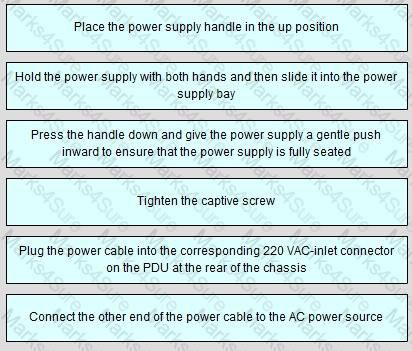 Place the power supply handle in the up position
Hold the power supply with both hands and then slide it into the power
supply bay
Press the handle down and give the power supply a gentle push
inward to ensure that the power supply is fully seated
Tighten the captive screw
Plug the power cable into the corresponding 220 VAC-inlet connector
on the PDU at the rear of the chassis
Connect the other end of the power cable to the AC power source